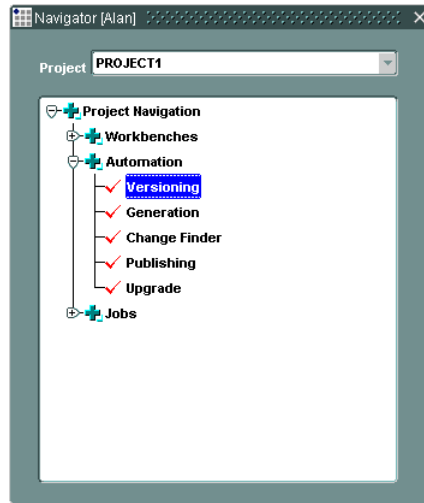 Navigator [Alan]
Project PROJECT1
Project Navigation
Workbenches
Automation
Versioning
Generation
Change Finder
Publishing
Upgrade
Jobs